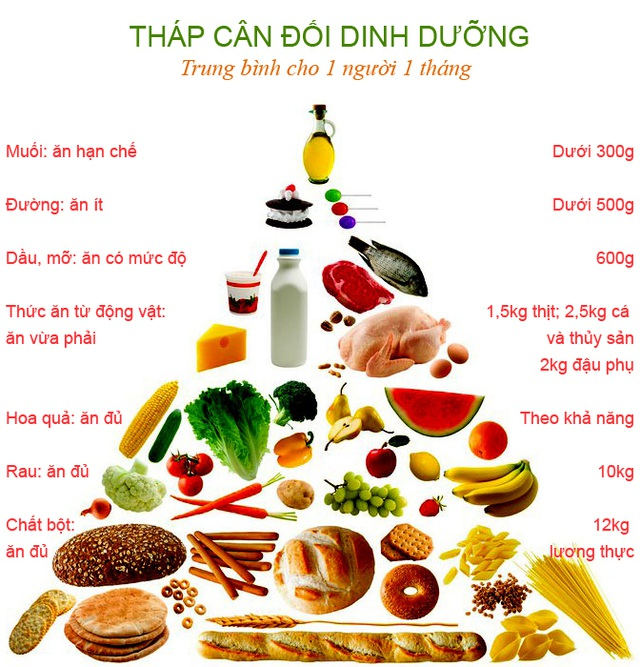 THÁP CÂN ĐỐI DINH DƯỠNG
Trung bình cho 1 người 1 tháng
Muối: ăn hạn chế
Dưới 300g
Đường: ăn ít
Dưới 500g
Dầu, mỡ: ăn có mức độ
600g
Thức ăn từ động vật:
ăn vừa phải
1,5kg thịt; 2,5kg cá
và thủy sản
2kg đậu phụ
Hoa quả: ăn đủ
Theo khả năng
Rau: ăn đủ
10kg
Chất bột:
ăn đủ
12kg
lương thực